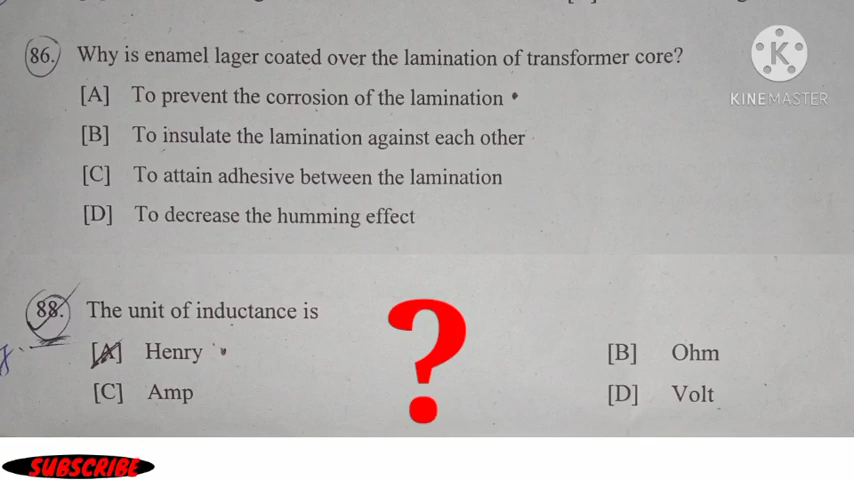 86. Why is enamel lager coated over the lamination of transformer core?
[A] To prevent the corrosion of the lamination
[B] To insulate the lamination against each other
[C] To attain adhesive between the lamination
[D] To decrease the humming effect
K
KINEMASTER
88. The unit of inductance is
[A] Henry
[B] Ohm
[C] Amp
[D] Volt
?
SUBSCRIBE